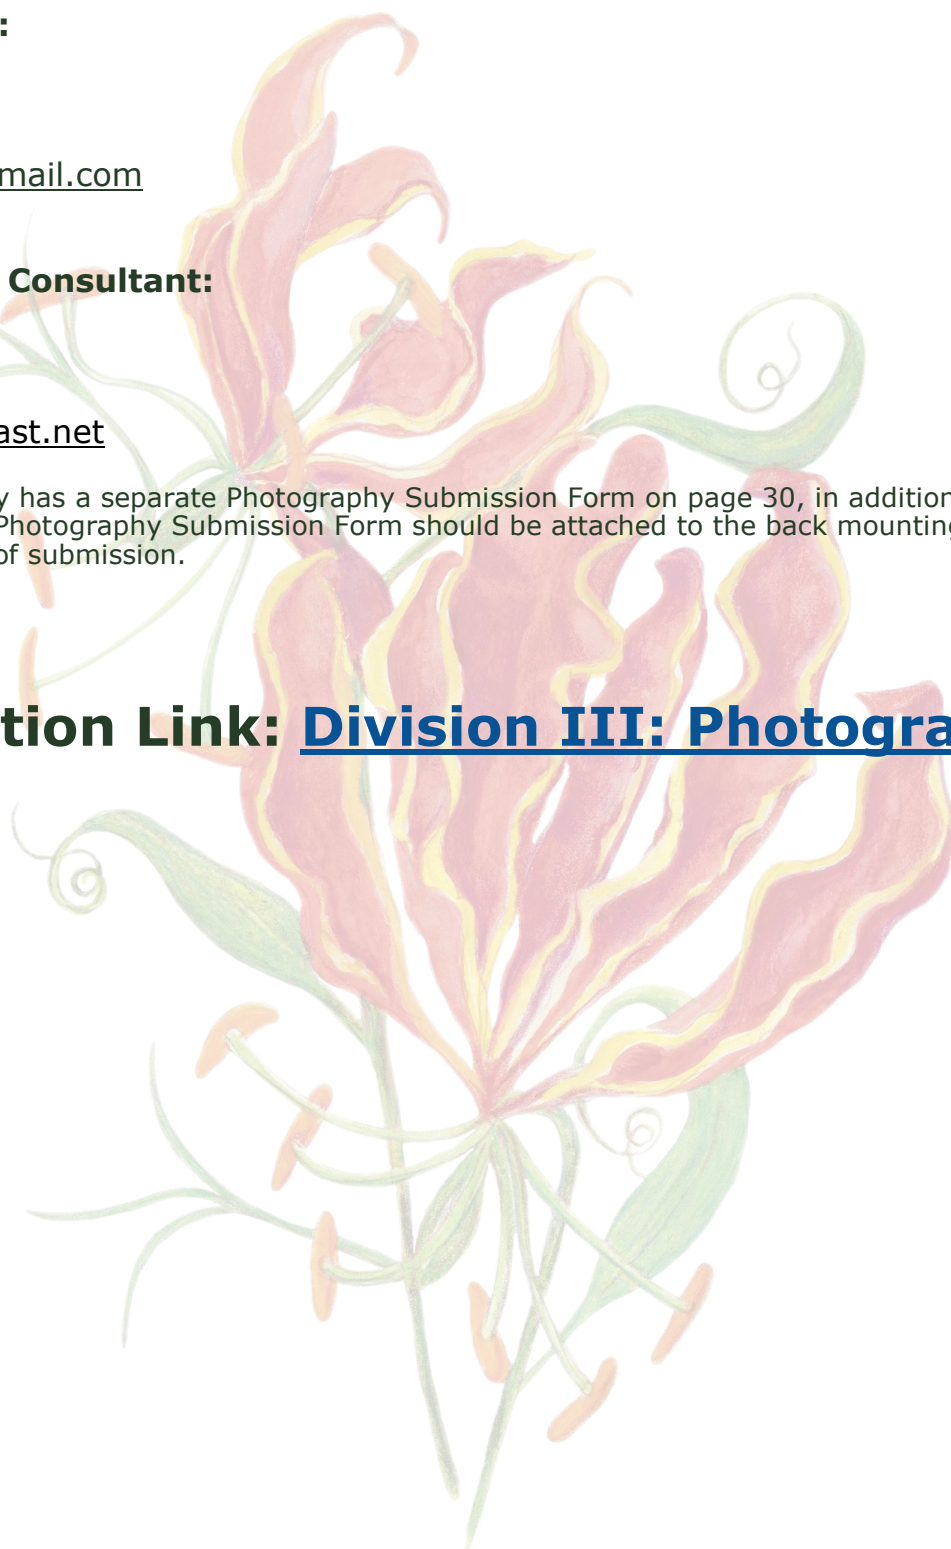 :
mail.com
Consultant:
ast.net
y has a separate Photography Submission Form on page 30, in addition
Photography Submission Form should be attached to the back mounting
of submission.
tion Link: Division III: Photogra